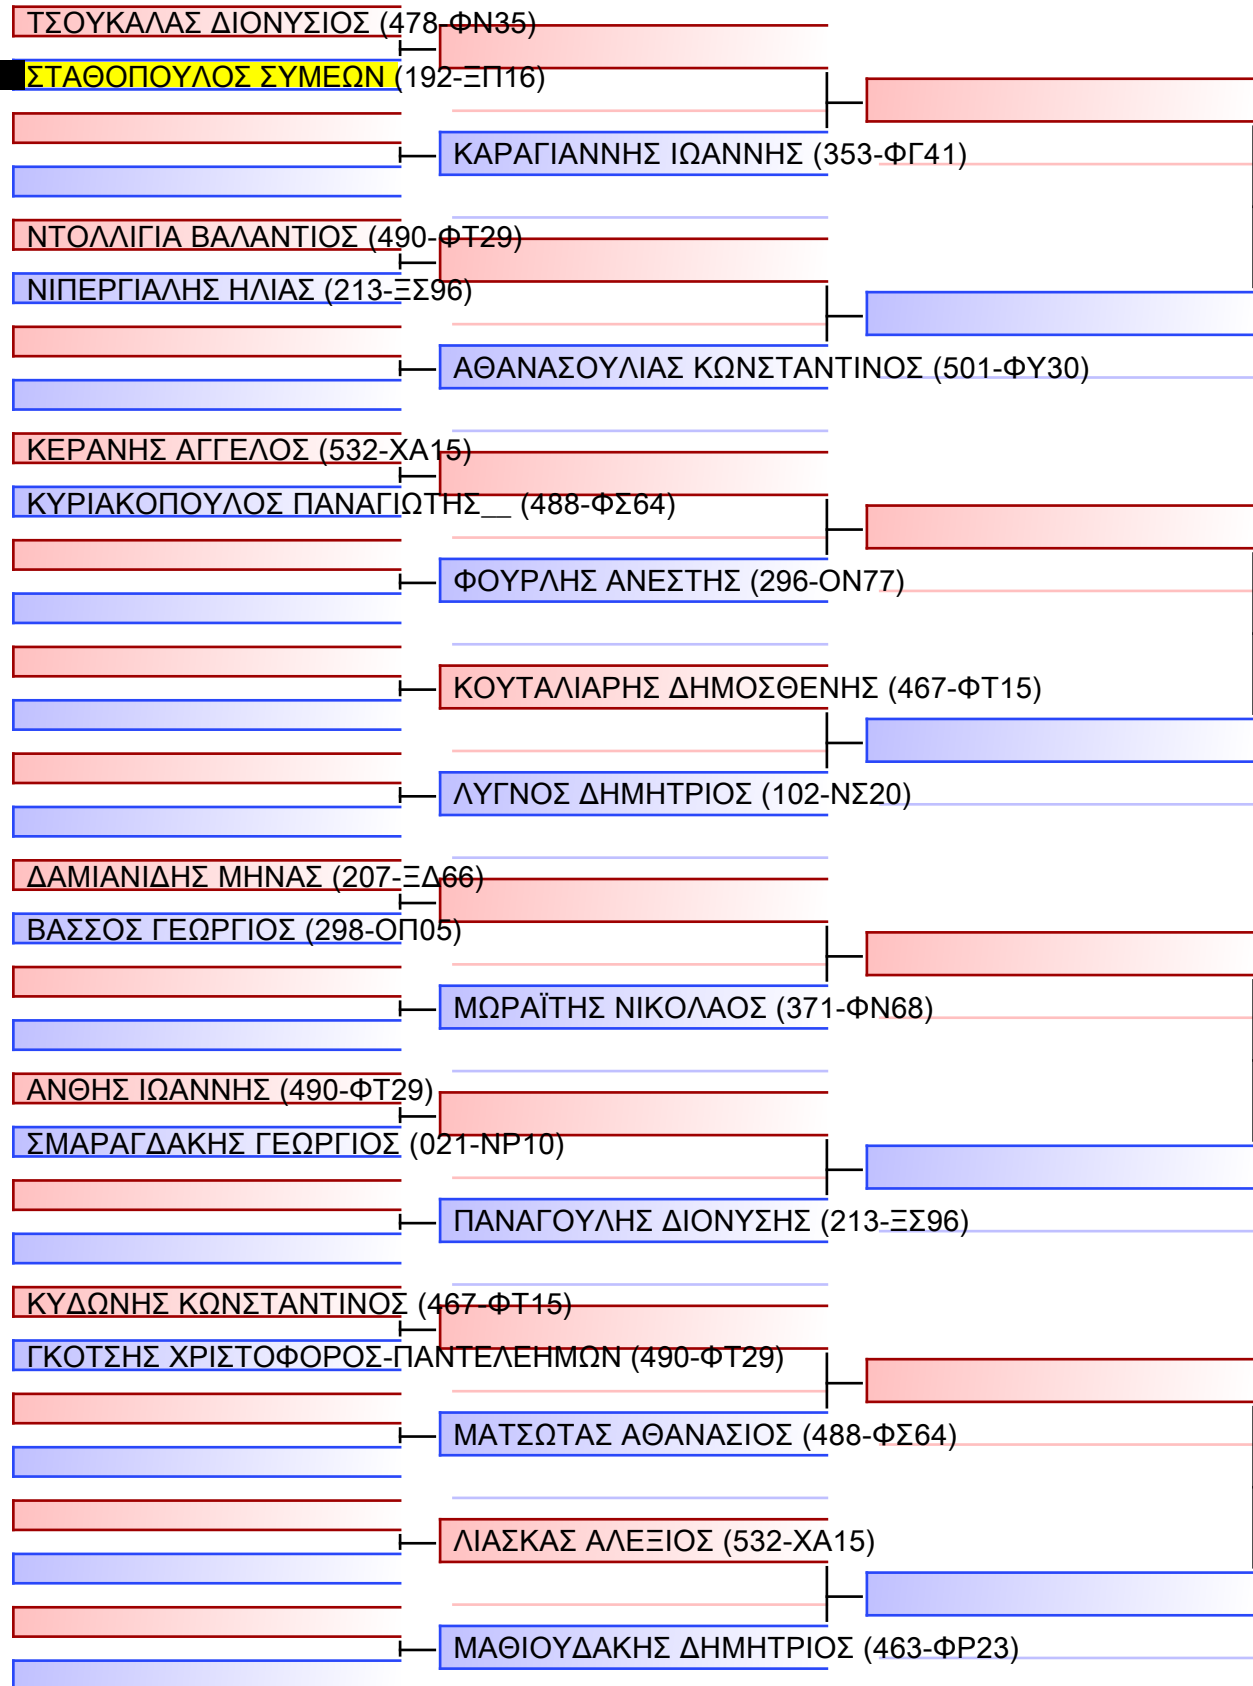 ΤΣΟΥΚΑΛΑΣ ΔΙΟΝΥΣΙΟΣ (478-ΦΝ35)
ΣΤΑΘΟΠΟΥΛΟΣ ΣΥΜΕΩΝ (192-ΞΠ16)
ΚΑΡΑΓΙΑΝΝΗΣ ΙΩΑΝΝΗΣ (353-ΦΓ41)
ΝΤΟΛΛΙΓΙΑ ΒΑΛΑΝΤΙΟΣ (490-ΦΤ29)
ΝΙΠΕΡΓΙΑΛΗΣ ΗΛΙΑΣ (213-ΞΣ96)
ΑΘΑΝΑΣΟΥΛΙΑΣ ΚΩΝΣΤΑΝΤΙΝΟΣ (501-ΦΥ30)
ΚΕΡΑΝΗΣ ΑΓΓΕΛΟΣ (532-ΧΑ15)
ΚΥΡΙΑΚΟΠΟΥΛΟΣ ΠΑΝΑΓΙΩΤΗΣ__ (488-ΦΣ64)
ΦΟΥΡΛΗΣ ΑΝΕΣΤΗΣ (296-ΟΝ77)
ΚΟΥΤΑΛΙΑΡΗΣ ΔΗΜΟΣΘΕΝΗΣ (467-ΦΤ15)
ΛΥΓΝΟΣ ΔΗΜΗΤΡΙΟΣ (102-ΝΣ20)
ΔΑΜΙΑΝΙΔΗΣ ΜΗΝΑΣ (207-ΞΔ66)
ΒΑΣΣΟΣ ΓΕΩΡΓΙΟΣ (298-ΟΠ05)
ΜΩΡΑΪΤΗΣ ΝΙΚΟΛΑΟΣ (371-ΦΝ68)
ΑΝΘΗΣ ΙΩΑΝΝΗΣ (490-ΦΤ29)
ΣΜΑΡΑΓΔΑΚΗΣ ΓΕΩΡΓΙΟΣ (021-ΝΡ10)
ΠΑΝΑΓΟΥΛΗΣ ΔΙΟΝΥΣΗΣ (213-ΞΣ96)
ΚΥΔΩΝΗΣ ΚΩΝΣΤΑΝΤΙΝΟΣ (467-ΦΤ15)
ΓΚΟΤΣΗΣ ΧΡΙΣΤΟΦΟΡΟΣ-ΠΑΝΤΕΛΕΗΜΩΝ (490-ΦΤ29)
ΜΑΤΣΩΤΑΣ ΑΘΑΝΑΣΙΟΣ (488-ΦΣ64)
ΛΙΑΣΚΑΣ ΑΛΕΞΙΟΣ (532-ΧΑ15)
ΜΑΘΙΟΥΔΑΚΗΣ ΔΗΜΗΤΡΙΟΣ (463-ΦΡ23)